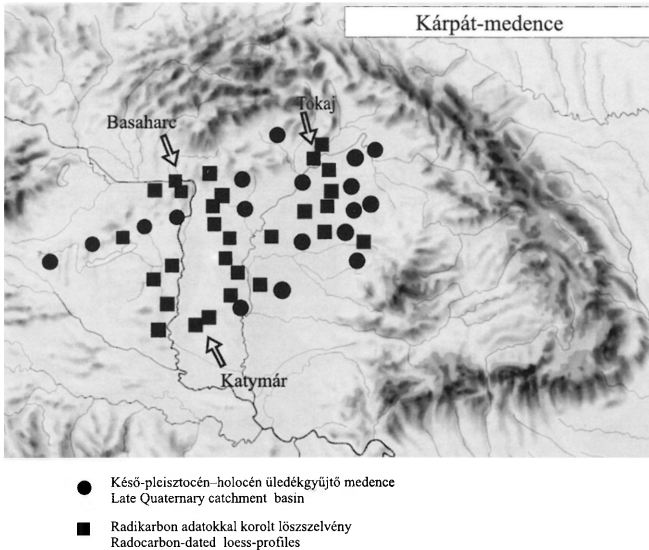 Kárpát-medence
Tokaj
Basaharc
Katymár
Késő-pleisztocén–holocén üledékgyűjtő medence
Late Quaternary catchment basin
Radikarbon adatokkal korolt löszszelvény
Radocarbon-dated loess-profiles